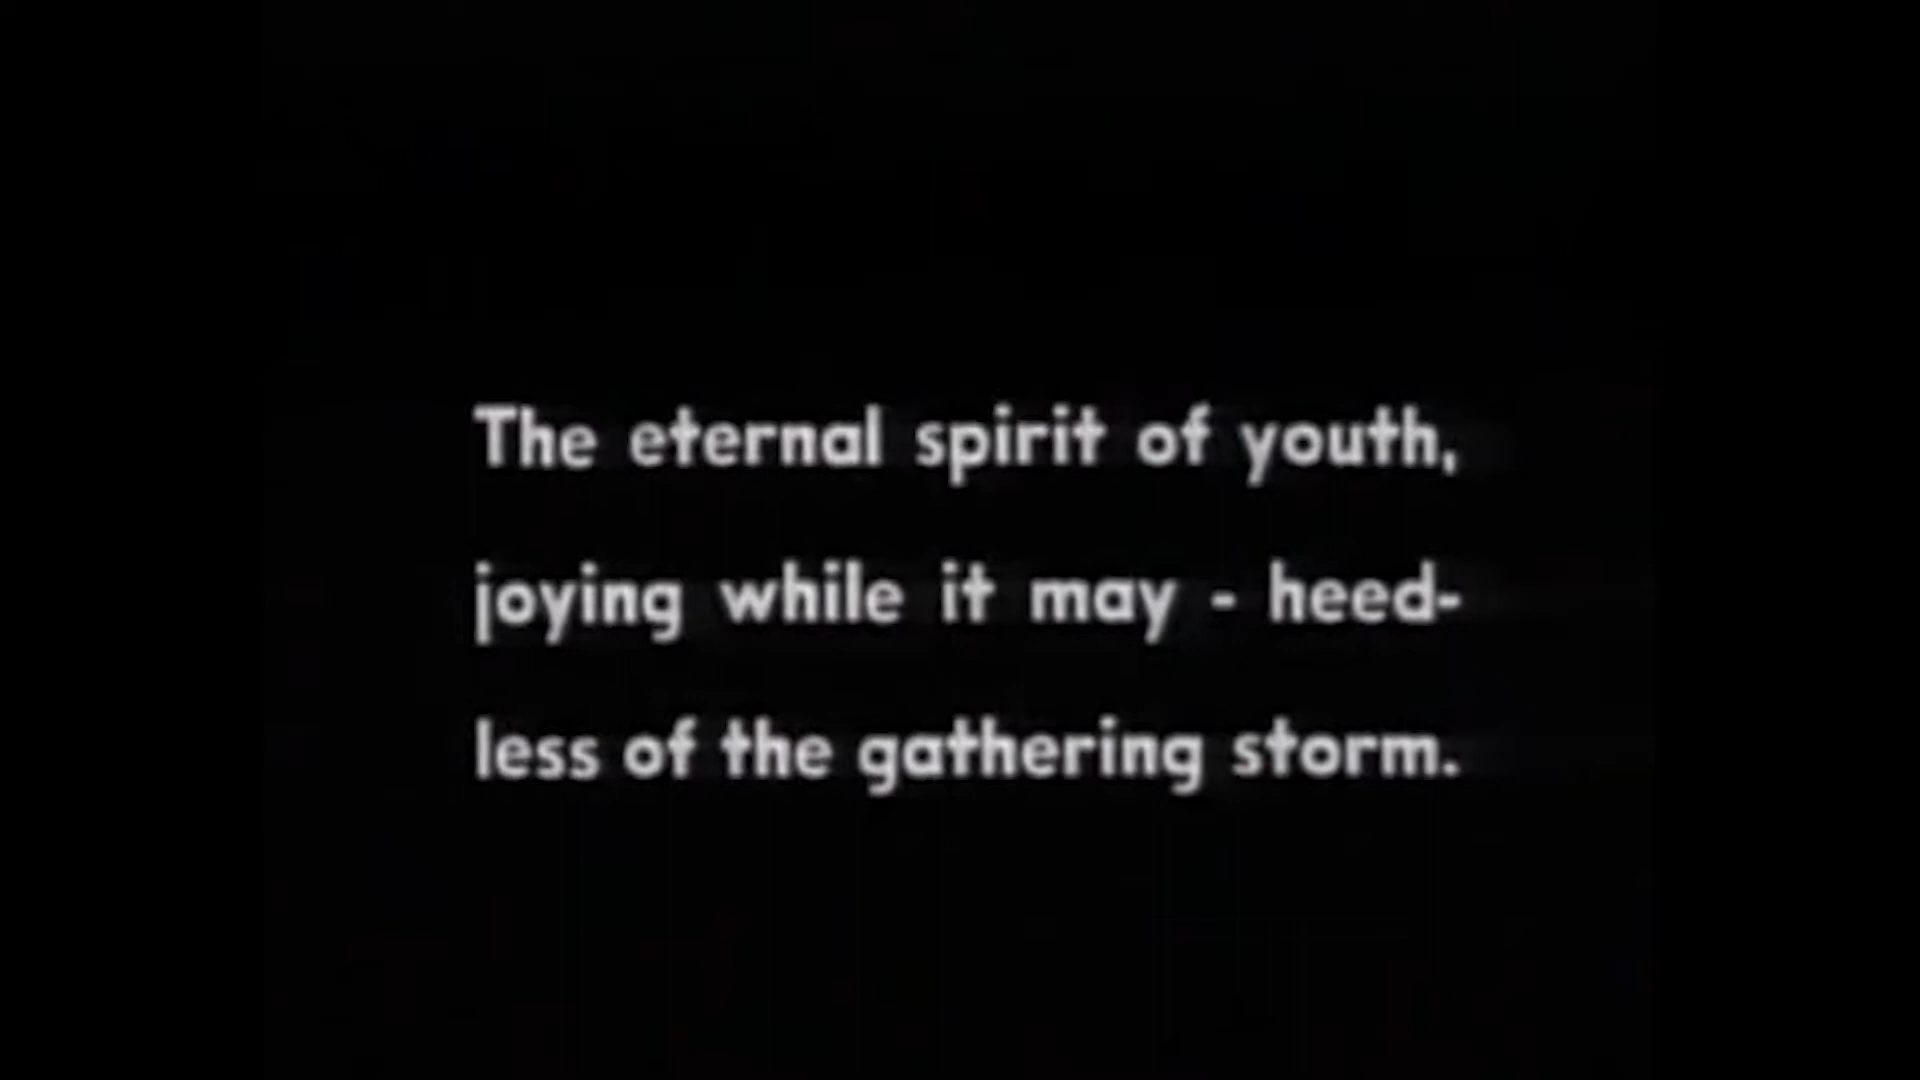 The eternal spirit of youth,
joying while it may - heed-
less of the gathering storm.